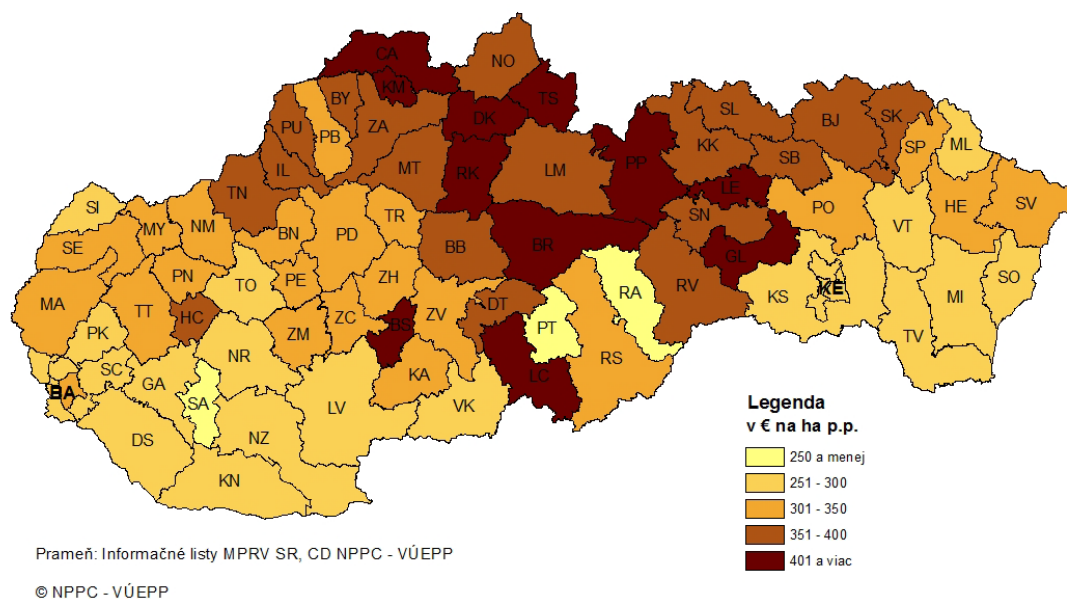 CA
NO
KM
TS
BY
PU
PB
ZA
DK
SL
BJ
SK
IL
MT
RK
LM
PP
KK
SB
SP
ML
TN
LE
SI
MY
NM
BN
PD
TR
BB
BR
SN
PO
VT
HE
SV
SE
GL
PN
TO
PE
ZH
RA
RV
KS
KE
MI
SO
MA
TT
HC
ZM
ZC
BS
ZV
DT
PT
PK
NR
RS
TV
SC
GA
KA
LC
BA
SA
LV
VK
DS
NZ
KN
Legenda
v € na ha p.p.
250 a menej
251 - 300
301 - 350
351 - 400
401 a viac
Prameň: Informačné listy MPRV SR, CD NPPC - VÚEPP
© NPPC - VÚEPP